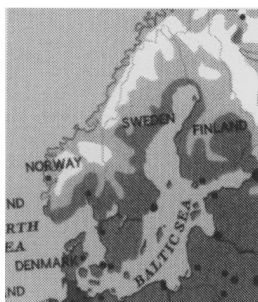 SWEDEN
FINLAND
NORWAY
ND
RTH
EA
DENMARK
BALTIC SEA
ND